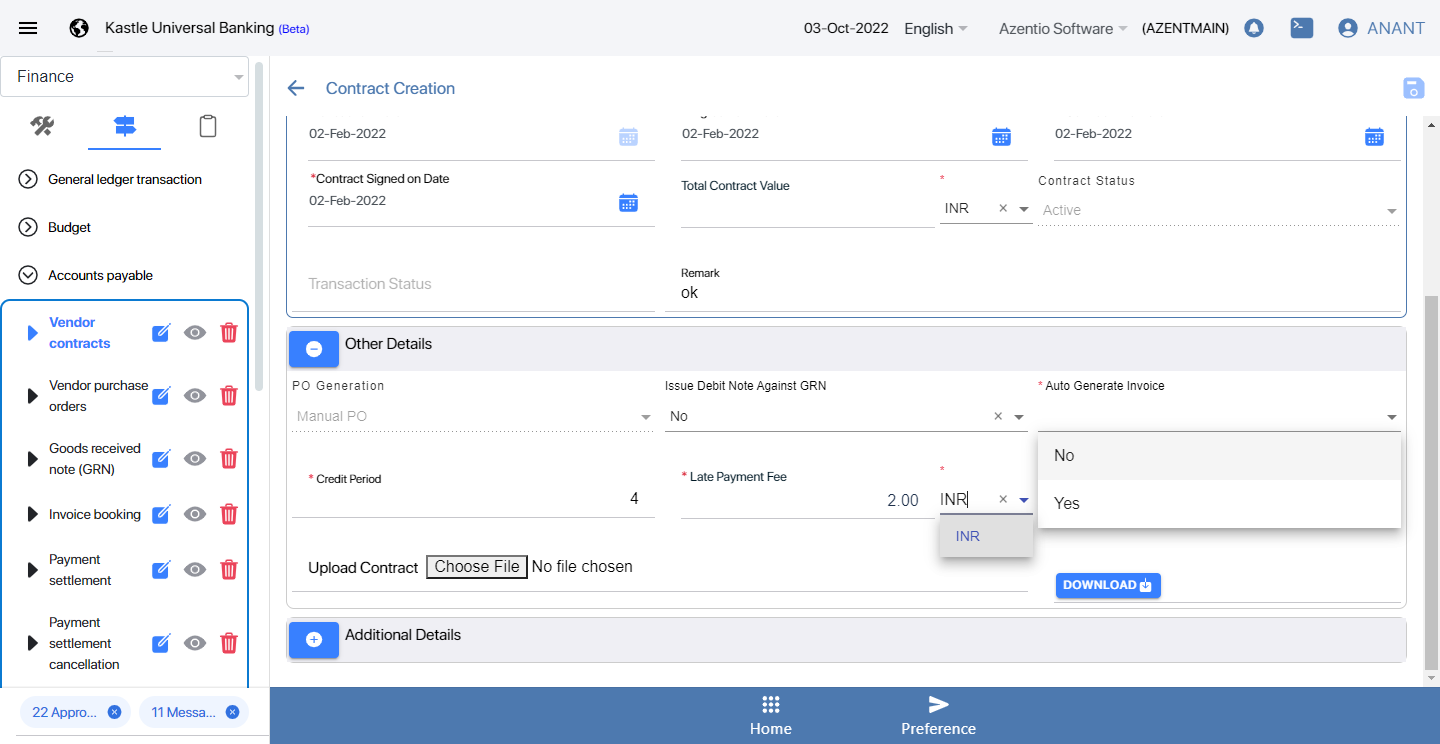 Kastle Universal Banking (Beta)
03-Oct-2022
English
Azentio Software
(AZENTMAIN)
ANANT
Finance
General ledger transaction
Budget
Accounts payable
Vendor
contracts
Vendor purchase
orders
Goods received
note (GRN)
Invoice booking
Payment
settlement
Payment
settlement
cancellation
22 Appro...
11 Messa...
Contract Creation
02-Feb-2022
02-Feb-2022
02-Feb-2022
*Contract Signed on Date
02-Feb-2022
Total Contract Value
*
INR
Contract Status
Active
Transaction Status
Remark
ok
Other Details
PO Generation
Manual PO
Issue Debit Note Against GRN
No
* Auto Generate Invoice
No
Yes
* Credit Period
4
* Late Payment Fee
2.00
*
INR
INR
Upload Contract Choose File No file chosen
DOWNLOAD
Additional Details
Home
Preference